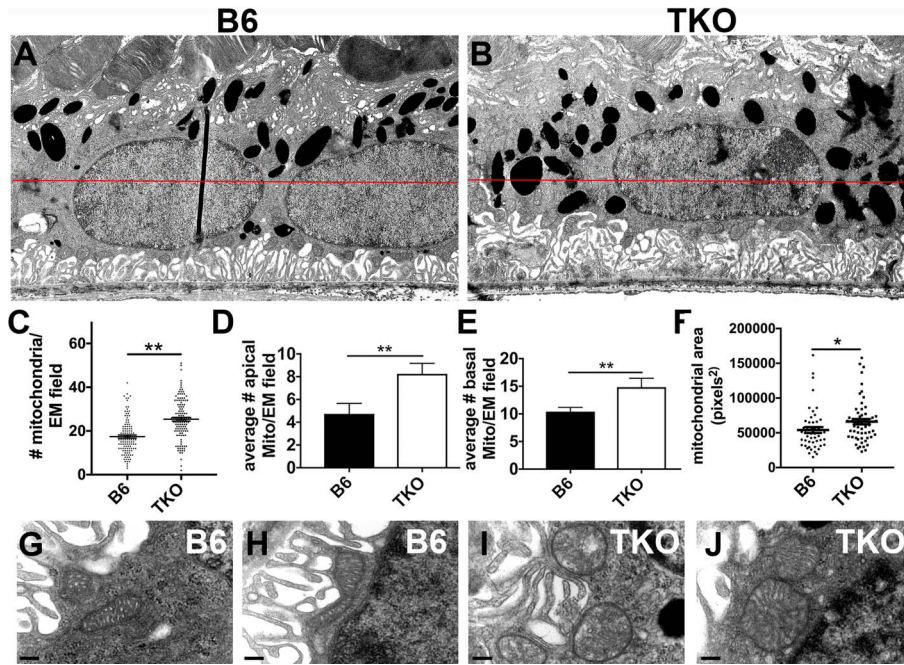 B6
TKO
A
B
C
# mitochondria/
EM field
60
40
20
0
**
B6
TKO
D
average # apical
Mito/EM field
10
8
6
4
2
0
**
B6
TKO
E
average # basal
Mito/EM field
20
15
10
5
0
**
B6
TKO
F
mitochondrial area
(pixels²)
200000
150000
100000
50000
0
*
B6
TKO
G
B6
H
B6
I
TKO
J
TKO